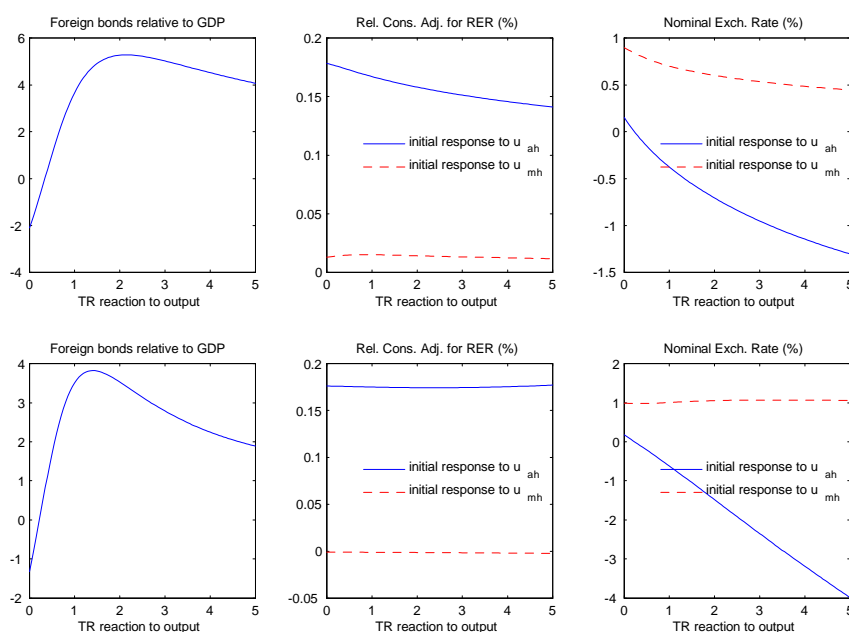 Foreign bonds relative to GDP
6
4
2
0
-2
-4
0 1 2 3 4 5
TR reaction to output
Rel. Cons. Adj. for RER (%)
0.2
0.15
0.1
0.05
0
initial response to u ah
initial response to u mh
0 1 2 3 4 5
TR reaction to output
Nominal Exch. Rate (%)
1
0.5
0
-0.5
-1
-1.5
initial response to u ah
initial response to u mh
0 1 2 3 4 5
TR reaction to output
Foreign bonds relative to GDP
4
3
2
1
0
-1
-2
0 1 2 3 4 5
TR reaction to output
Rel. Cons. Adj. for RER (%)
0.2
0.15
0.1
0.05
0
-0.05
initial response to u ah
initial response to u mh
0 1 2 3 4 5
TR reaction to output
Nominal Exch. Rate (%)
2
1
0
-1
-2
-3
-4
initial response to u ah
initial response to u mh
0 1 2 3 4 5
TR reaction to output